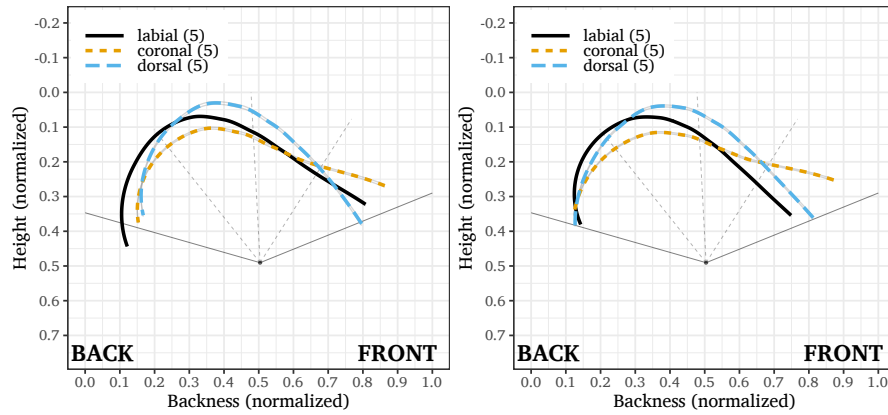 labial (5)
coronal (5)
dorsal (5)
-0.2
-0.1
0.0
0.1
0.2
0.3
0.4
0.5
0.6
0.7
Height (normalized)
BACK FRONT
0.0 0.1 0.2 0.3 0.4 0.5 0.6 0.7 0.8 0.9 1.0
Backness (normalized)
labial (5)
coronal (5)
dorsal (5)
-0.2
-0.1
0.0
0.1
0.2
0.3
0.4
0.5
0.6
0.7
Height (normalized)
BACK FRONT
0.0 0.1 0.2 0.3 0.4 0.5 0.6 0.7 0.8 0.9 1.0
Backness (normalized)